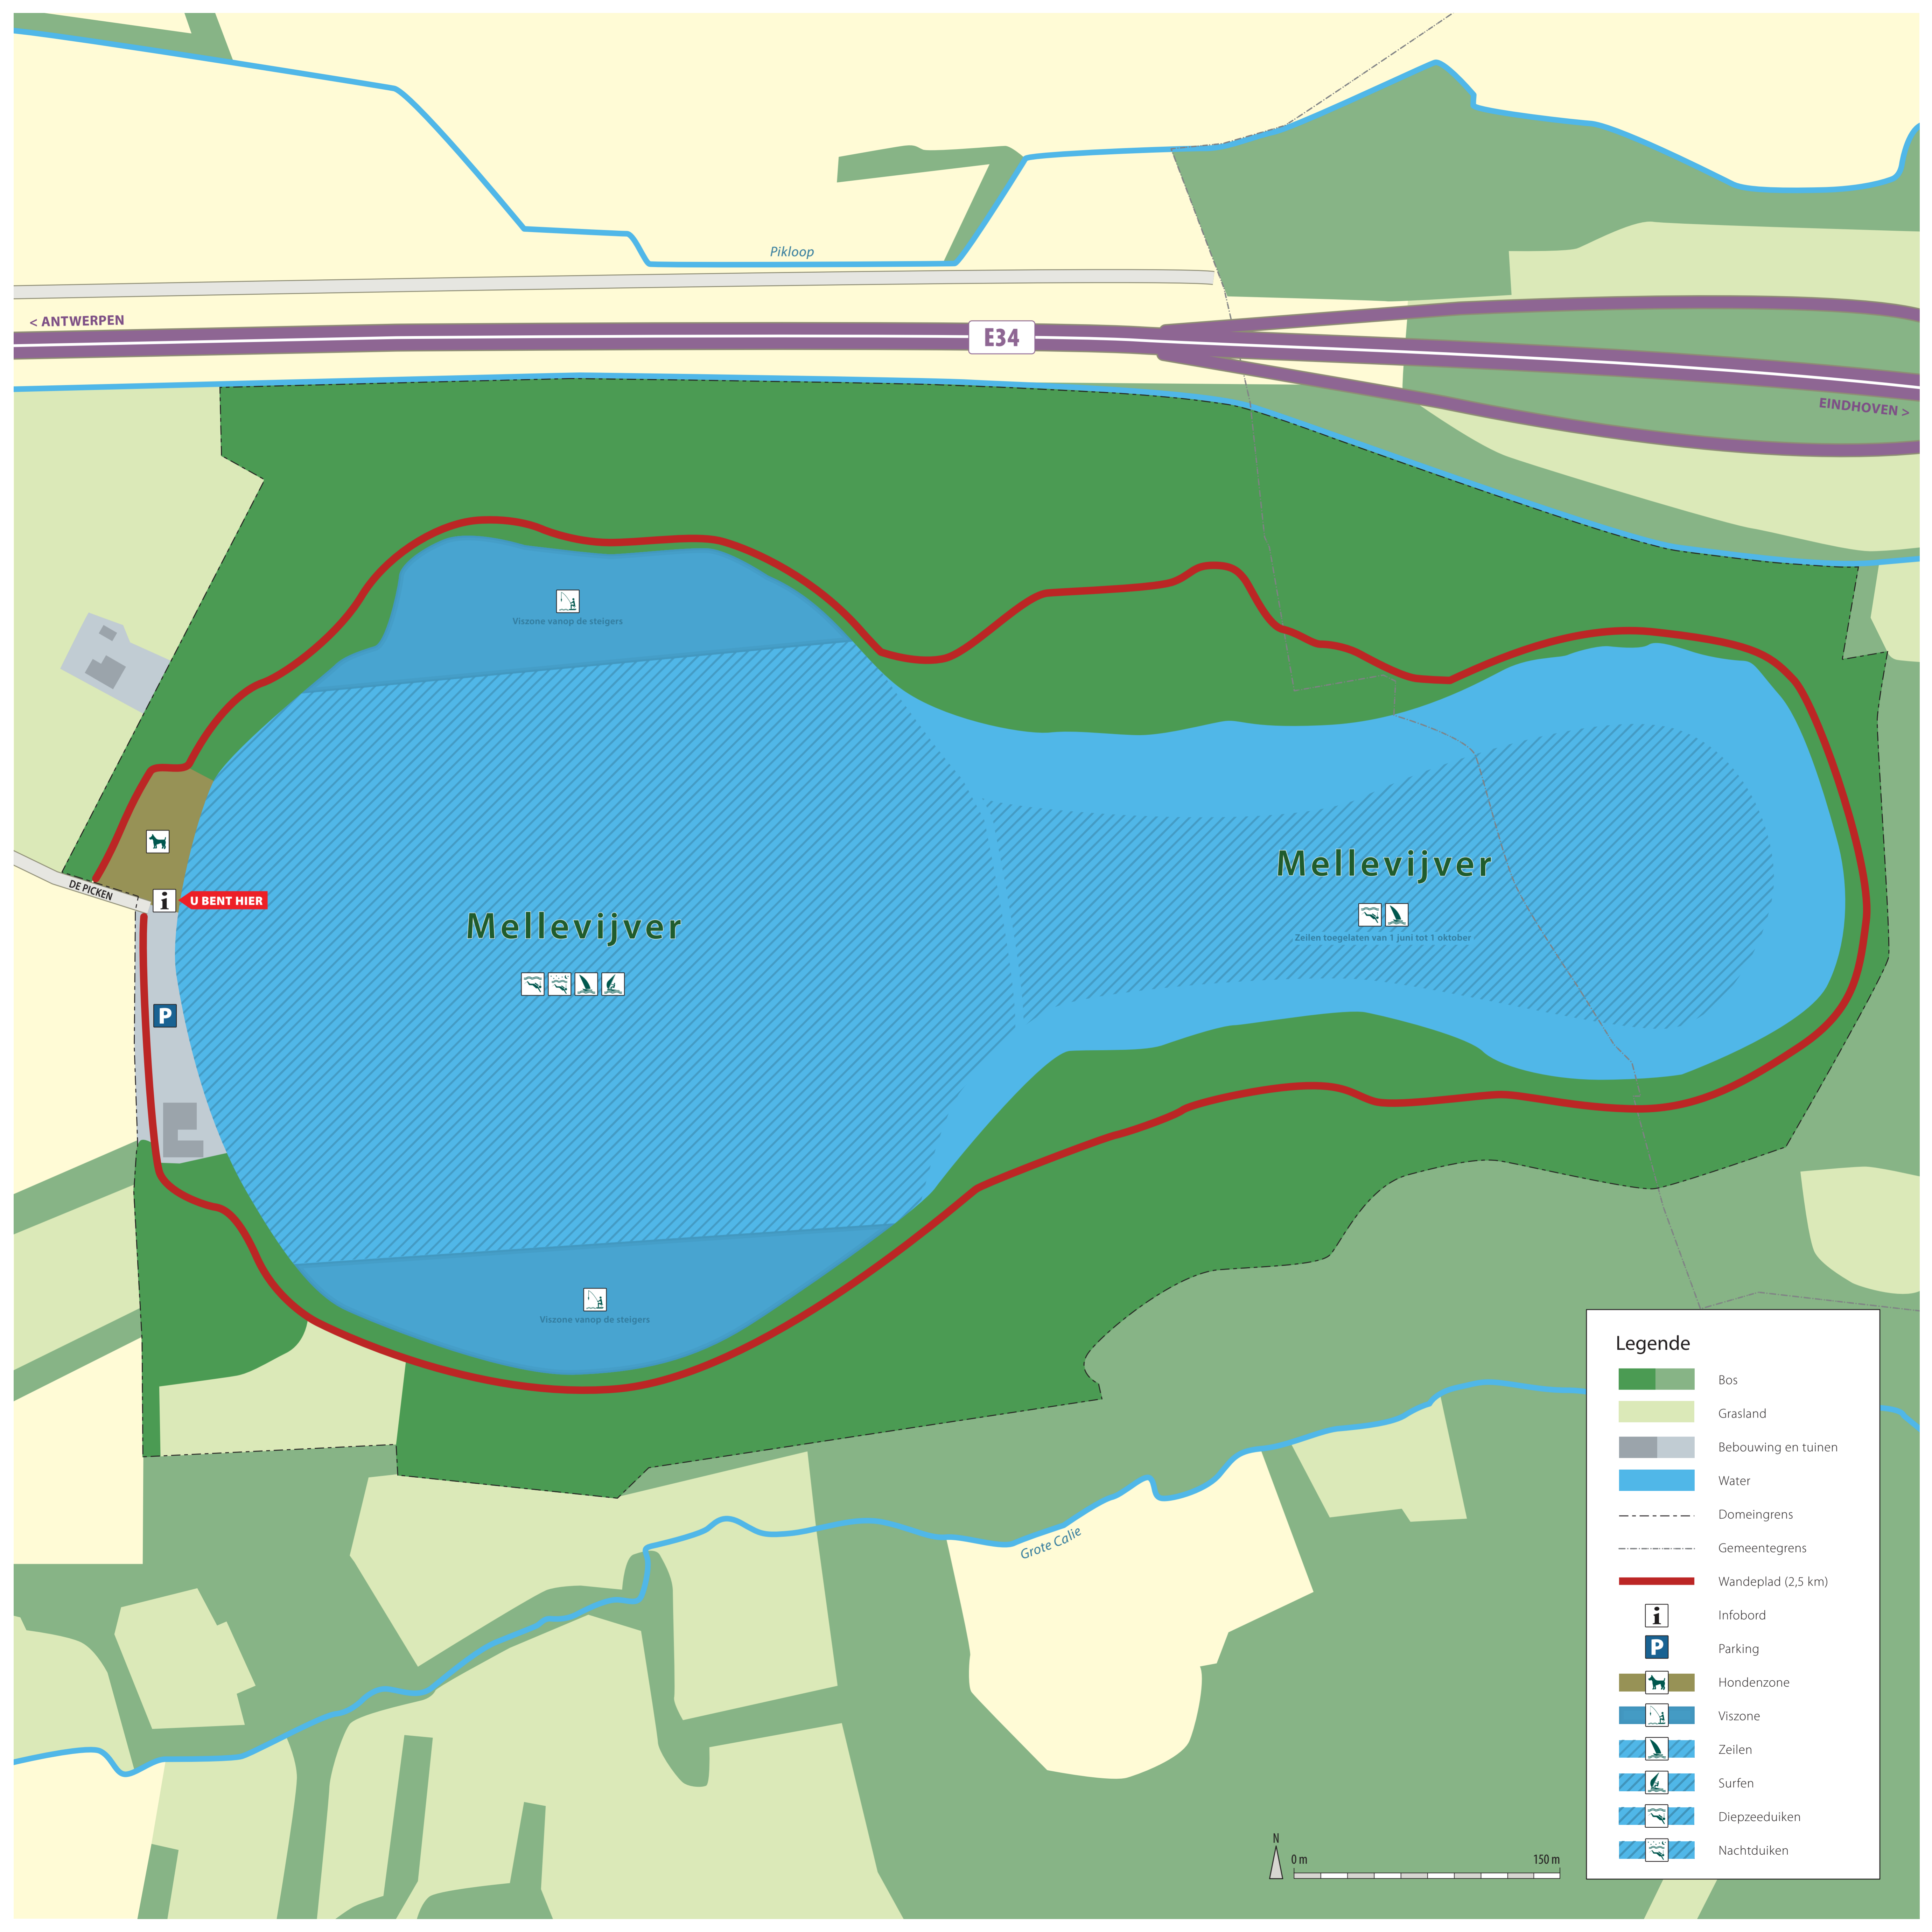 Pikloop
< ANTWERPEN
E34
EINDHOVEN >
Viszone vanop de steigers
DE PICKEN
i
U BENT HIER
Mellevijver
Mellevijver
Zeilen toegelaten van 1 juni tot 1 oktober
P
Viszone vanop de steigers
Grote Calie
Legende
Bos
Grasland
Bebouwing en tuinen
Water
Domeingrens
Gemeentegrens
Wandeplad (2,5 km)
i Infobord
P Parking
Hondenzone
Viszone
Zeilen
Surfen
Diepzeeduiken
Nachtduiken
N
0 m 150 m